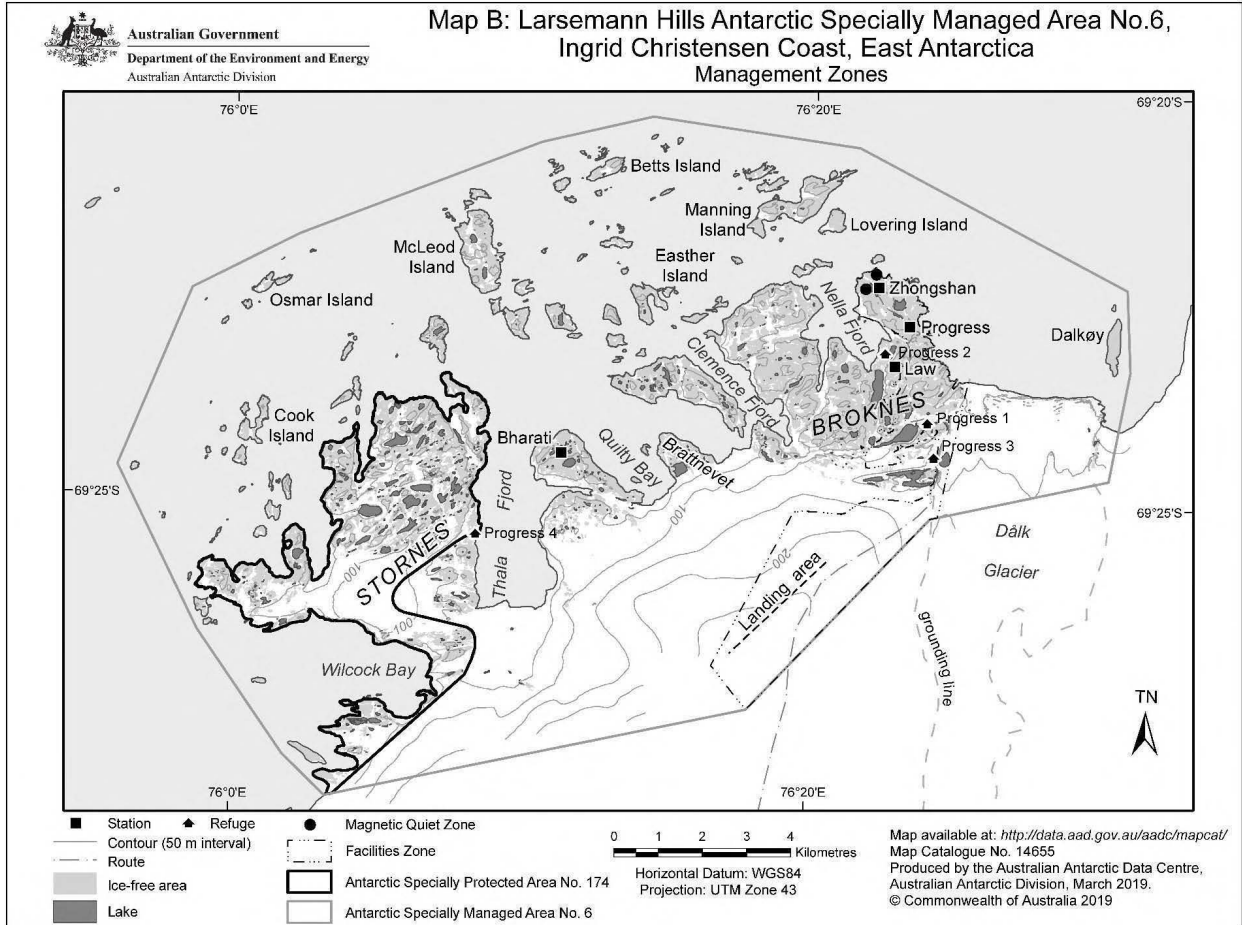 Australian Government
Department of the Environment and Energy
Australian Antarctic Division
Map B: Larsemann Hills Antarctic Specially Managed Area No.6,
Ingrid Christensen Coast, East Antarctica
Management Zones
76°0'E
76°20'E
69°20'S
Betts Island
Manning
Island
Lovering Island
McLeod
Island
Easther
Island
Osmar Island
Zhongshan
Nella Fjord
Progress
Dalkøy
Progress 2
Law
Clemence Fjord
BROKNES
Cook
Island
Progress 1
Bharati
Quilty Bay
Brattnevet
Progress 3
69°25'S
69°25'S
Fjord
Thala
100
Progress 4
STORNES
200
Dålk
Glacier
Landing area
100
100
grounding line
Wilcock Bay
TN
76°0'E
76°20'E
Station
Refuge
Magnetic Quiet Zone
Contour (50 m interval)
Route
Facilities Zone
Ice-free area
Antarctic Specially Protected Area No. 174
Lake
Antarctic Specially Managed Area No. 6
0 1 2 3 4
Kilometres
Horizontal Datum: WGS84
Projection: UTM Zone 43
Map available at: http://data.aad.gov.au/aadc/mapcat/
Map Catalogue No. 14655
Produced by the Australian Antarctic Data Centre,
Australian Antarctic Division, March 2019.
© Commonwealth of Australia 2019